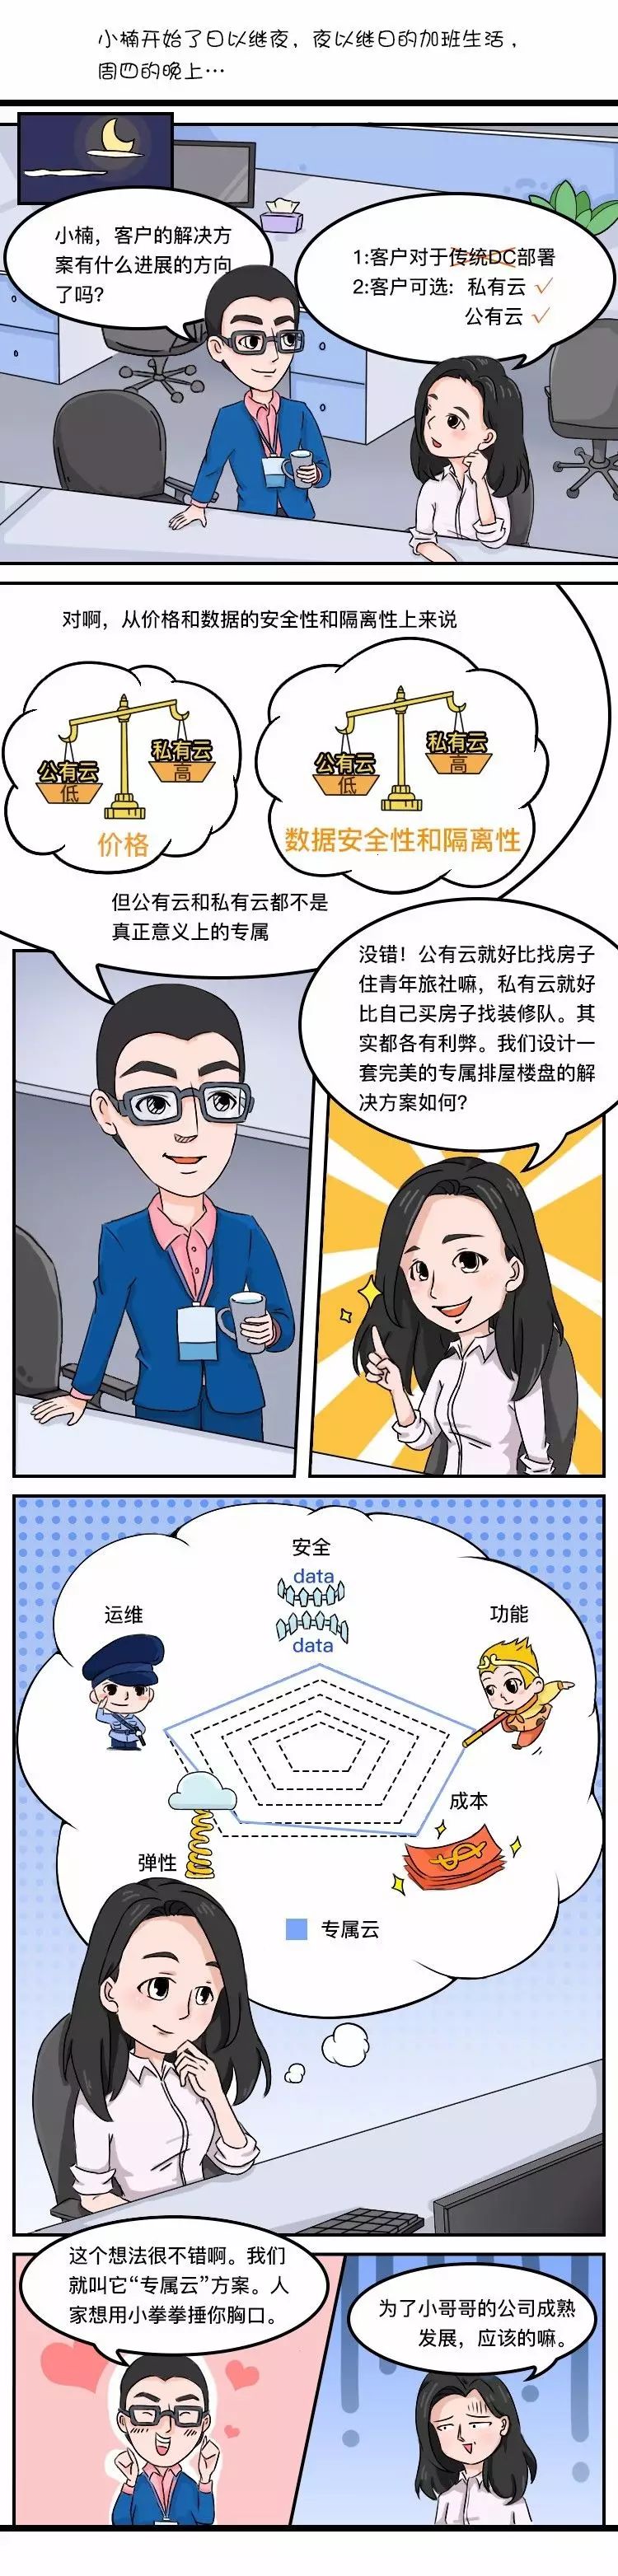 小楠开始了日以继夜，夜以继日的加班生活，
周四的晚上…
小楠，客户的解决方
案有什么进展的方向
了吗？
1:客户对于传统DC部署
2:客户可选：私有云 ✓
公有云 ✓
对啊，从价格和数据的安全性和隔离性上来说
公有云
低
私有云
高
价格
公有云
低
私有云
高
数据安全性和隔离性
但公有云和私有云都不是
真正意义上的专属
没错！公有云就好比找房子
住青年旅社嘛，私有云就好
比自己买房子找装修队。其
实都各有利弊。我们设计一
套完美的专属排屋楼盘的解
决方案如何？
安全
data
data
运维
功能
成本
弹性
专属云
这个想法很不错啊。我们
就叫它“专属云”方案。人
家想用小拳拳捶你胸口。
为了小哥哥的公司成熟
发展，应该的嘛。